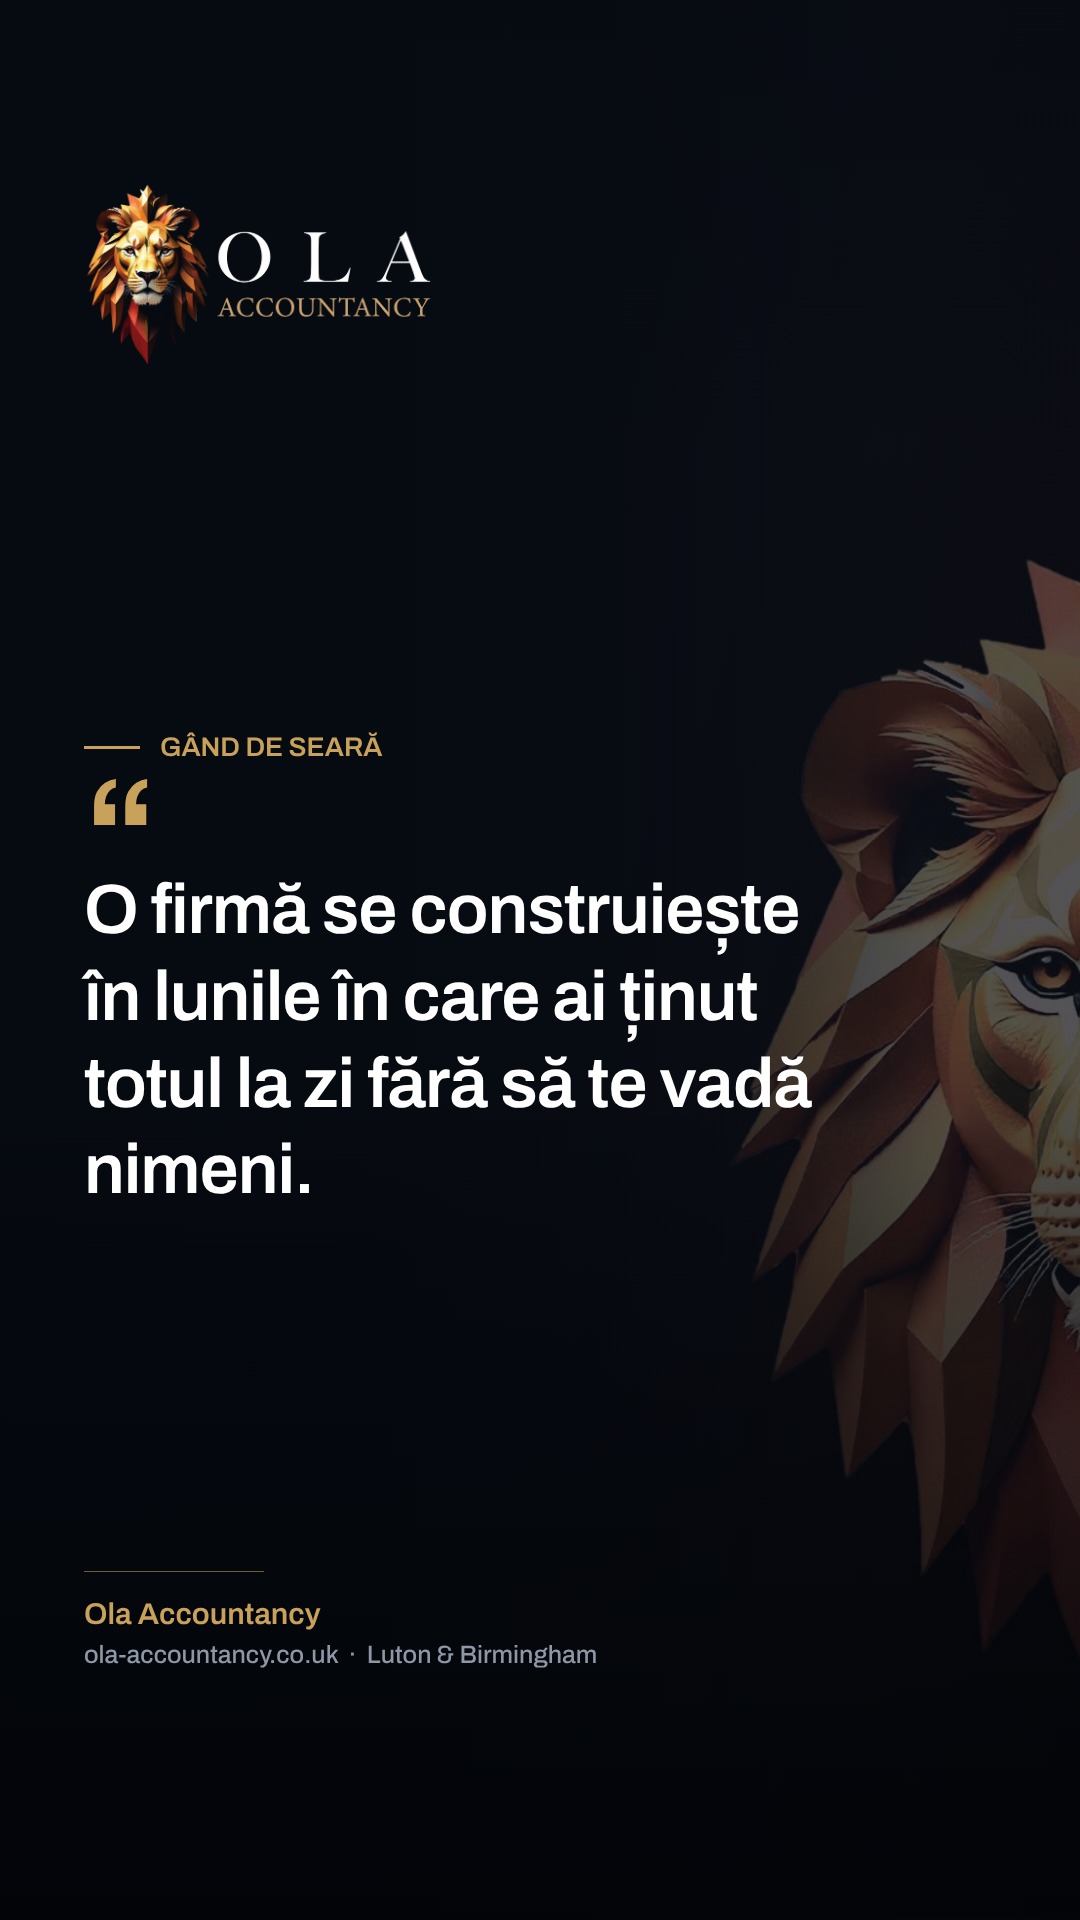 OLA
ACCOUNTANCY
GÂND DE SEARĂ
“
O firmă se construiește
în lunile în care ai ținut
totul la zi fără să te vadă
nimeni.
Ola Accountancy
ola-accountancy.co.uk · Luton & Birmingham